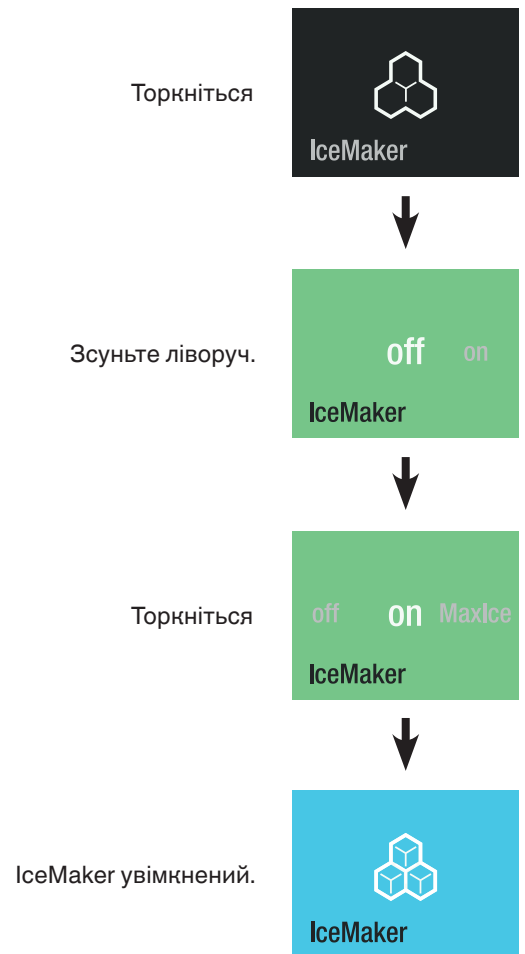 Торкніться
IceMaker
Зсуньте ліворуч.
off on
IceMaker
Торкніться
off on MaxIce
IceMaker
IceMaker увімкнений.
IceMaker